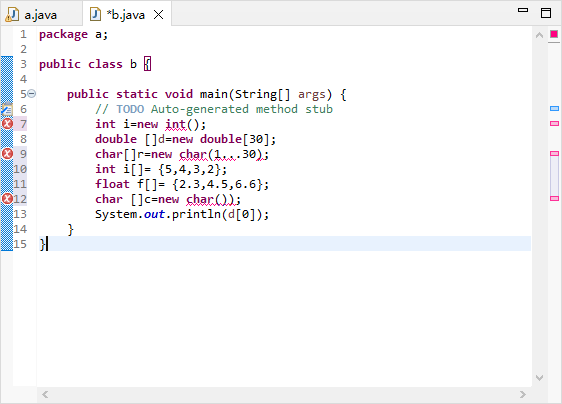 a.java *b.java
1 package a;
2
3 public class b {
4
5 public static void main(String[] args) {
6 // TODO Auto-generated method stub
7 int i=new int();
8 double []d=new double[30];
9 char[]r=new char(1,..30);
10 int i[]= {5,4,3,2};
11 float f[]= {2.3,4.5,6.6};
12 char []c=new char());
13 System.out.println(d[0]);
14 }
15 }